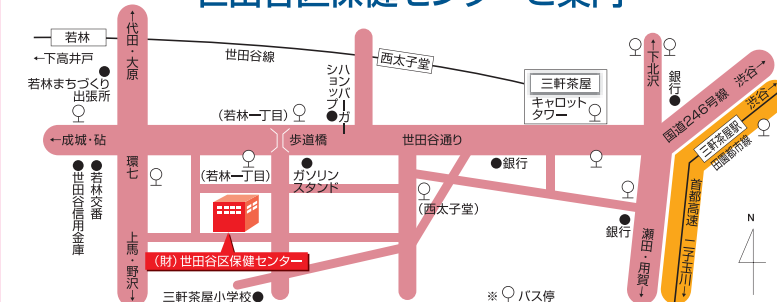 世田谷区保健センターご案内
↑代田・大原
若林
←下高井戸
若林まちづくり
出張所
世田谷線
西太子堂
ハンバーガー
ショップ
三軒茶屋
キャロット
タワー
↑下北沢
銀行
国道246号線 渋谷→
渋谷→
三軒茶屋駅
田園都市線
(若林一丁目)
歩道橋
世田谷通り
←成城・砧
環七
若林交番
世田谷信用金庫
(若林一丁目)
ガソリン
スタンド
銀行
(西太子堂)
銀行
首都高速 二子玉川↓
瀬田・用賀↓
上馬・野沢↓
(財)世田谷区保健センター
三軒茶屋小学校
※ バス停
N